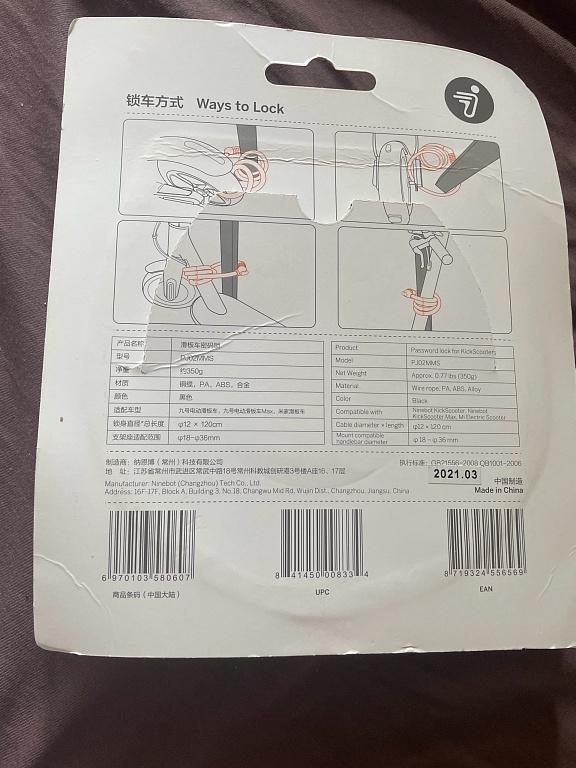 锁车方式 Ways to Lock
产品名称 滑板车密码锁
型号 PJ02MMS
净重 约350g
材质 钢缆、PA、ABS、合金
颜色 黑色
适配车型 九号电动滑板车、九号电动滑板车Max、米家滑板车
锁身直径*总长度 φ12 × 120cm
支架座适配范围 φ18-φ36mm
Product Password lock for KickScooters
Model PJ02MMS
Net Weight Approx. 0.77 lbs (350g)
Material Wire rope, PA, ABS, Alloy
Color Black
Compatible with Ninebot KickScooter, Ninebot
KickScooter Max, Mi Electric Scooter
Cable diameter × length φ12 × 120 cm
Mount compatible
handlebar diameter φ 18 – φ 36 mm
制造商：纳恩博（常州）科技有限公司
地 址：江苏省常州市武进区常武中路18号常州科教城创研港3号楼A座16、17层
Manufacturer: Ninebot (Changzhou) Tech Co., Ltd.
Address: 16F-17F, Block A, Building 3, No.18, Changwu Mid Rd, Wujin Dist., Changzhou, Jiangsu, China
执行标准：GB21556-2008 QB1001-2006
2021.03 中国制造
Made in China
6 970103 580607
商品条码（中国大陆）
8 41450 00833 4
UPC
8 719324 556569
EAN